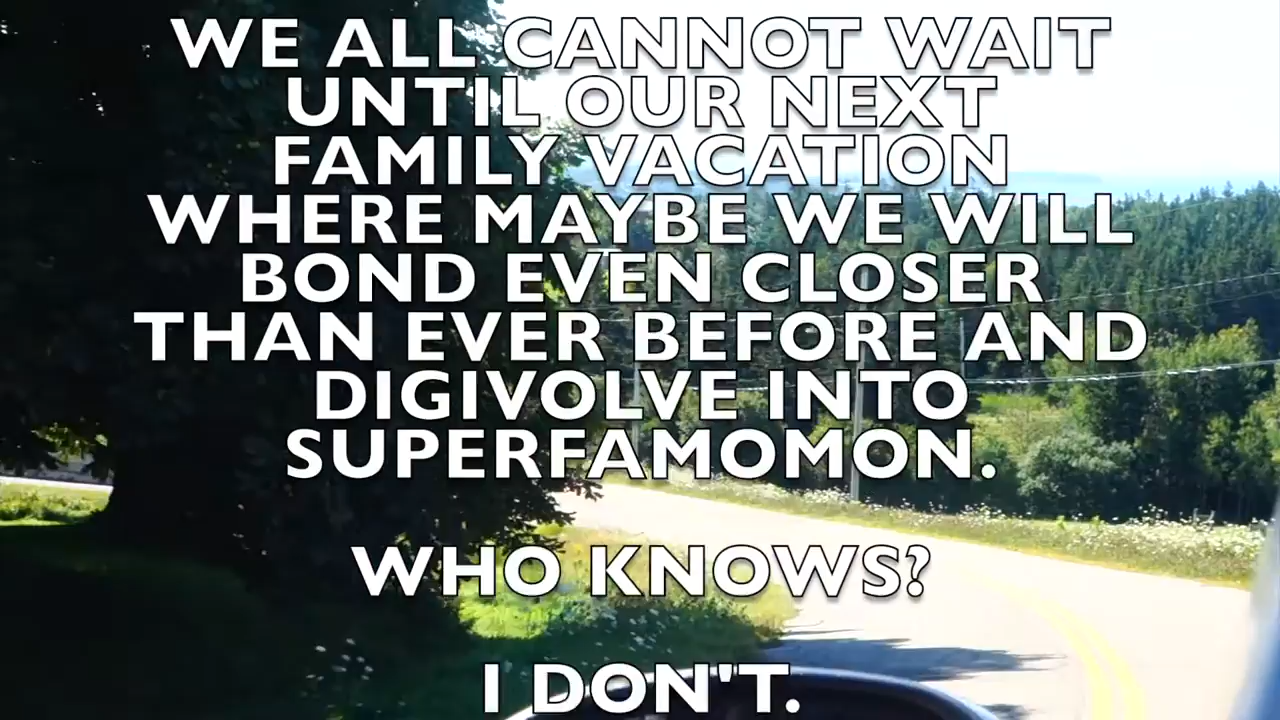 WE ALL CANNOT WAIT
UNTIL OUR NEXT
FAMILY VACATION
WHERE MAYBE WE WILL
BOND EVEN CLOSER
THAN EVER BEFORE AND
DIGIVOLVE INTO
SUPERFAMOMON.
WHO KNOWS?
I DON'T.